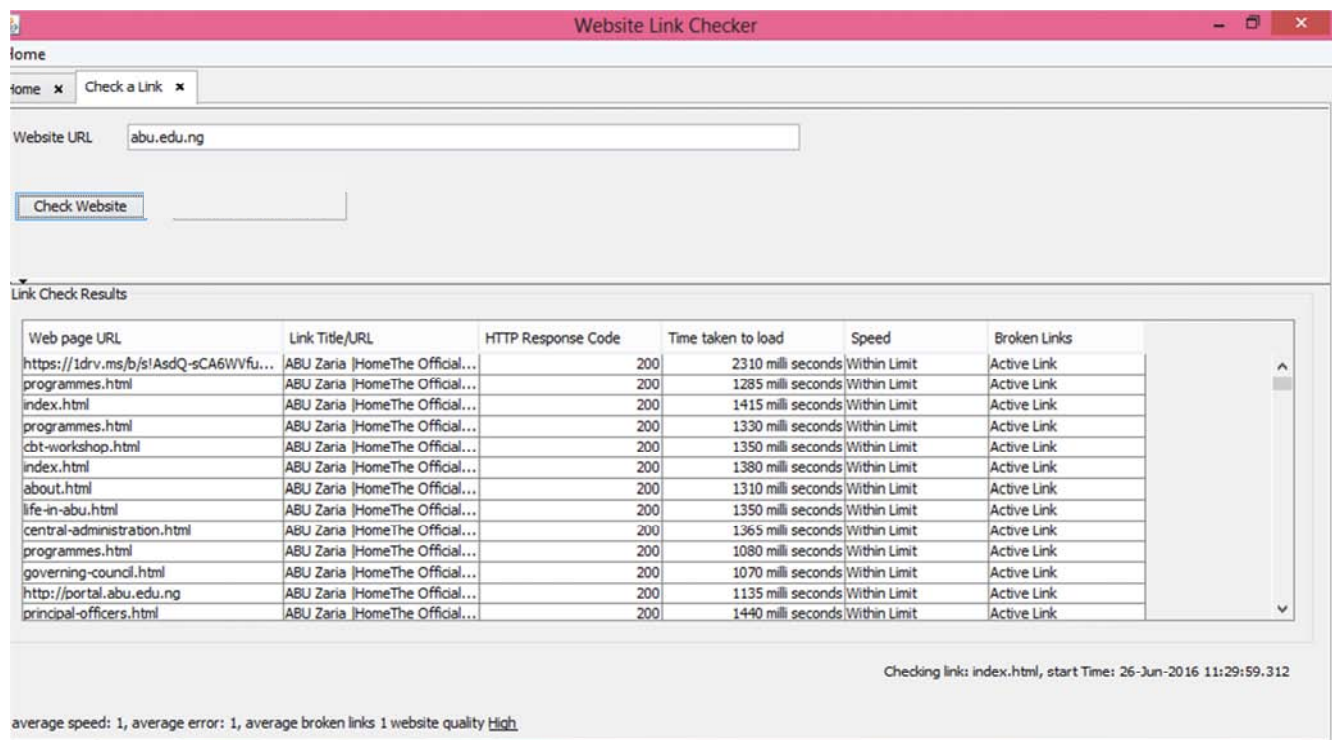 Website Link Checker
Home
Home x Check a Link x
Website URL abu.edu.ng
Check Website
Link Check Results
Web page URL Link Title/URL HTTP Response Code Time taken to load Speed Broken Links
https://1drv.ms/b/s!AsdQ-sCA6WVfu... ABU Zaria |HomeThe Official... 200 2310 milli seconds Within Limit Active Link
programmes.html ABU Zaria |HomeThe Official... 200 1285 milli seconds Within Limit Active Link
index.html ABU Zaria |HomeThe Official... 200 1415 milli seconds Within Limit Active Link
programmes.html ABU Zaria |HomeThe Official... 200 1330 milli seconds Within Limit Active Link
cbt-workshop.html ABU Zaria |HomeThe Official... 200 1350 milli seconds Within Limit Active Link
index.html ABU Zaria |HomeThe Official... 200 1380 milli seconds Within Limit Active Link
about.html ABU Zaria |HomeThe Official... 200 1310 milli seconds Within Limit Active Link
life-in-abu.html ABU Zaria |HomeThe Official... 200 1350 milli seconds Within Limit Active Link
central-administration.html ABU Zaria |HomeThe Official... 200 1365 milli seconds Within Limit Active Link
programmes.html ABU Zaria |HomeThe Official... 200 1080 milli seconds Within Limit Active Link
governing-council.html ABU Zaria |HomeThe Official... 200 1070 milli seconds Within Limit Active Link
http://portal.abu.edu.ng ABU Zaria |HomeThe Official... 200 1135 milli seconds Within Limit Active Link
principal-officers.html ABU Zaria |HomeThe Official... 200 1440 milli seconds Within Limit Active Link
Checking link: index.html, start Time: 26-Jun-2016 11:29:59.312
average speed: 1, average error: 1, average broken links 1 website quality High